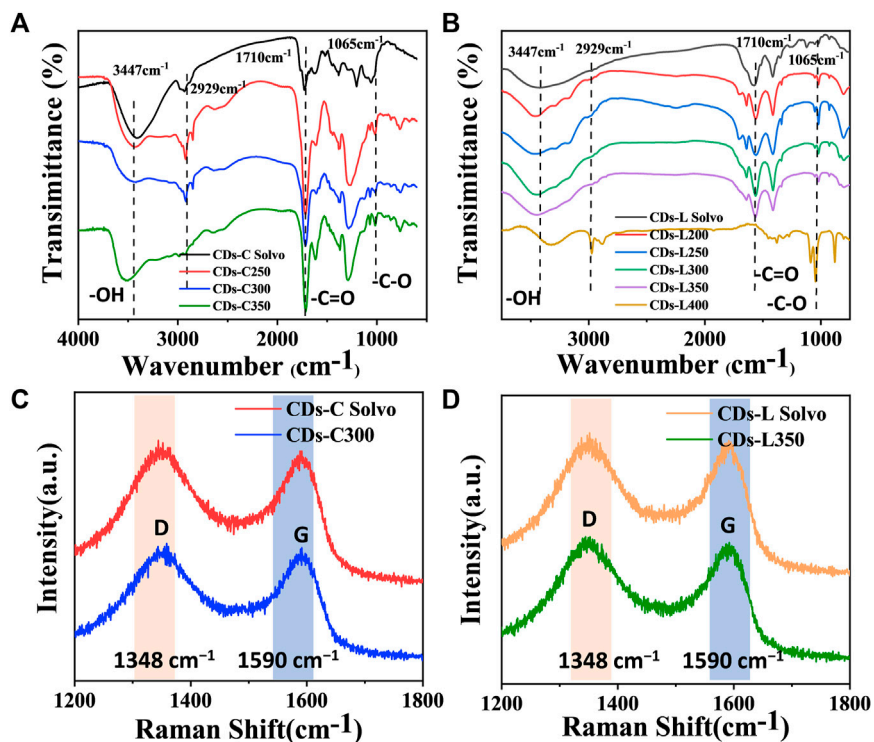 A
3447cm-1
2929cm-1
1710cm-1
1065cm-1
Transimittance (%)
CDs-C Solvo
CDs-C250
CDs-C300
CDs-C350
-OH
-C=O
-C-O
4000
3000
2000
1000
Wavenumber (cm-1)
B
3447cm-1
2929cm-1
1710cm-1
1065cm-1
Transimittance (%)
CDs-L Solvo
CDs-L200
CDs-L250
CDs-L300
CDs-L350
CDs-L400
-OH
-C=O
-C-O
3000
2000
1000
Wavenumber (cm-1)
C
CDs-C Solvo
CDs-C300
D
G
1348 cm−1
1590 cm−1
Intensity(a.u.)
1200
1400
1600
1800
Raman Shift(cm-1)
D
CDs-L Solvo
CDs-L350
D
G
1348 cm−1
1590 cm−1
Intensity(a.u.)
1200
1400
1600
1800
Raman Shift(cm-1)